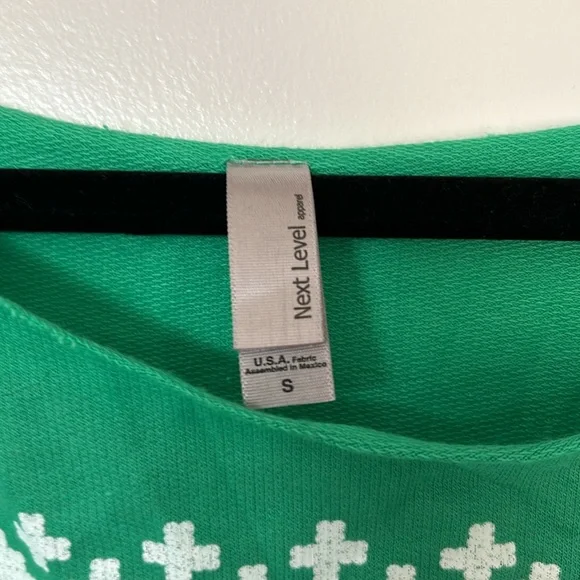 Next Level
apparel
U.S.A. Fabric
Assembled in Mexico
S